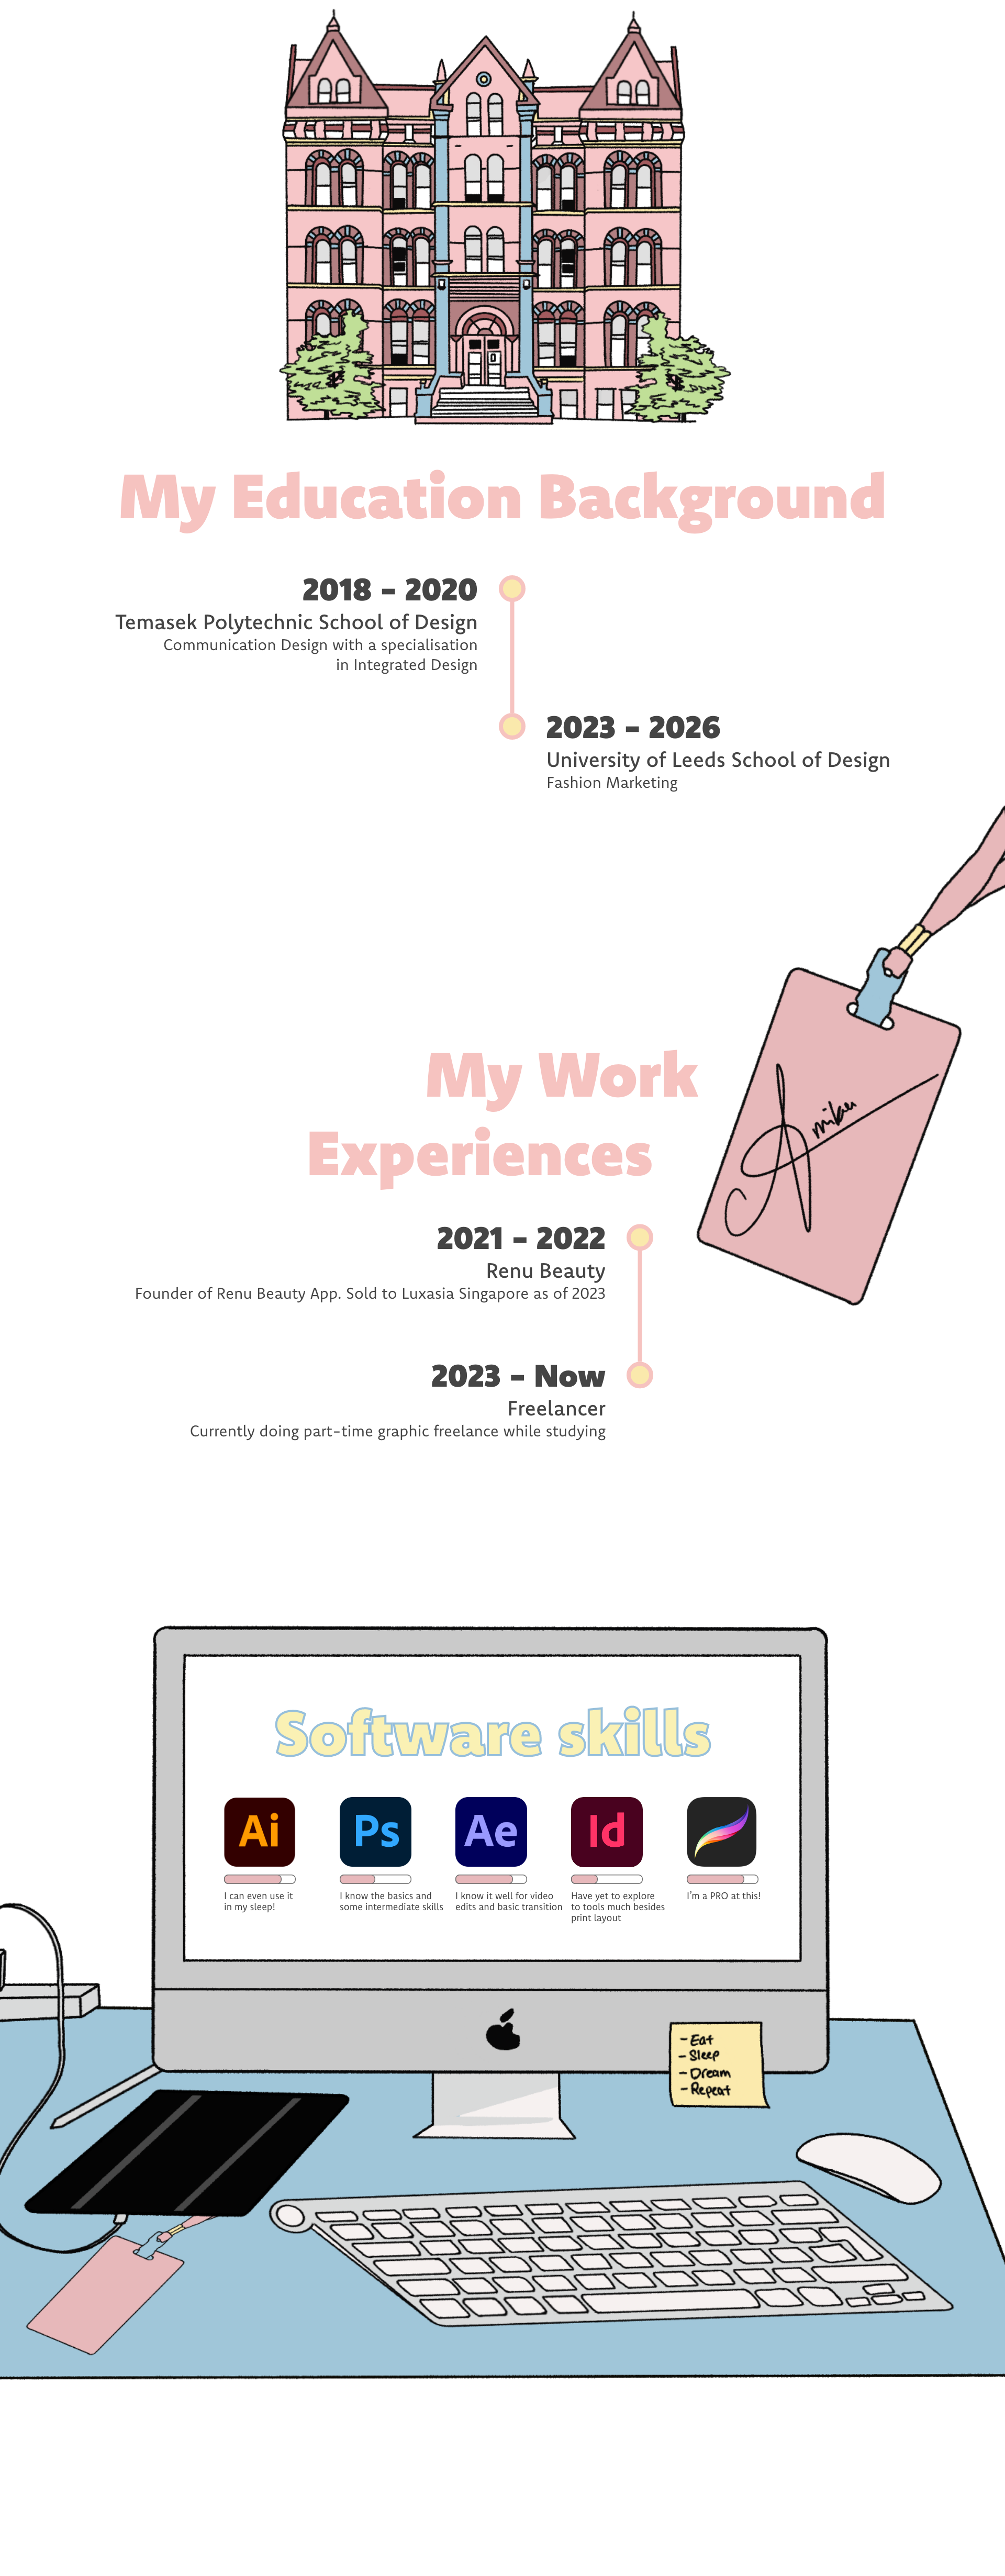 My Education Background
2018 – 2020
Temasek Polytechnic School of Design
Communication Design with a specialisation
in Integrated Design
2023 – 2026
University of Leeds School of Design
Fashion Marketing
My Work
Experiences
2021 – 2022
Renu Beauty
Founder of Renu Beauty App. Sold to Luxasia Singapore as of 2023
2023 – Now
Freelancer
Currently doing part-time graphic freelance while studying
Software skills
Ai
Ps
Ae
Id
I can even use it
in my sleep!
I know the basics and
some intermediate skills
I know it well for video
edits and basic transition
Have yet to explore
to tools much besides
print layout
I'm a PRO at this!
- Eat
- Sleep
- Dream
- Repeat